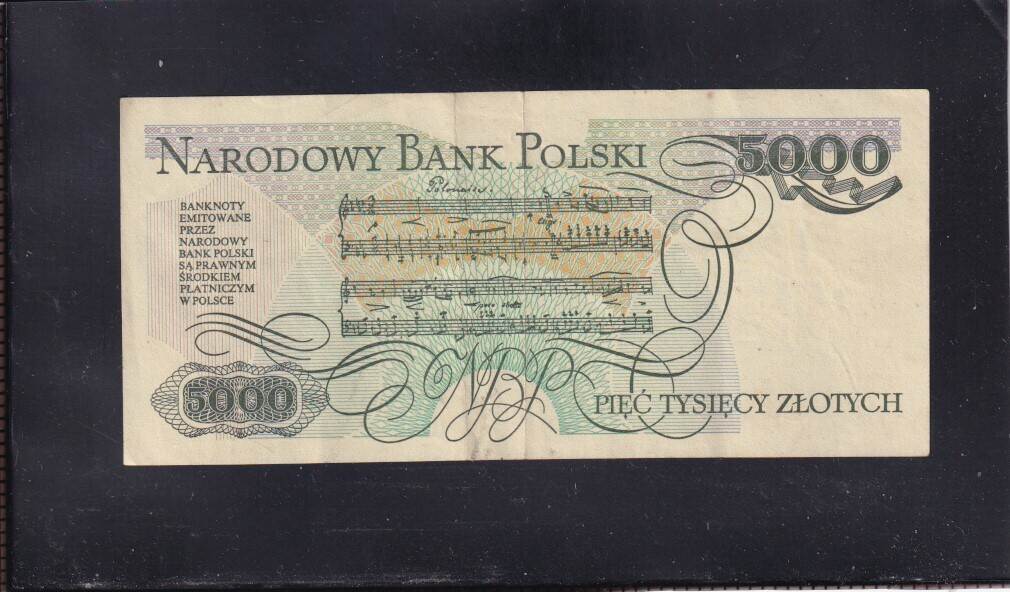 NARODOWY BANK POLSKI
5000
Polonaise.
BANKNOTY
EMITOWANE
PRZEZ
NARODOWY
BANK POLSKI
SĄ PRAWNYM
ŚRODKIEM
PŁATNICZYM
W POLSCE
NBP
5000
PIĘĆ TYSIĘCY ZŁOTYCH